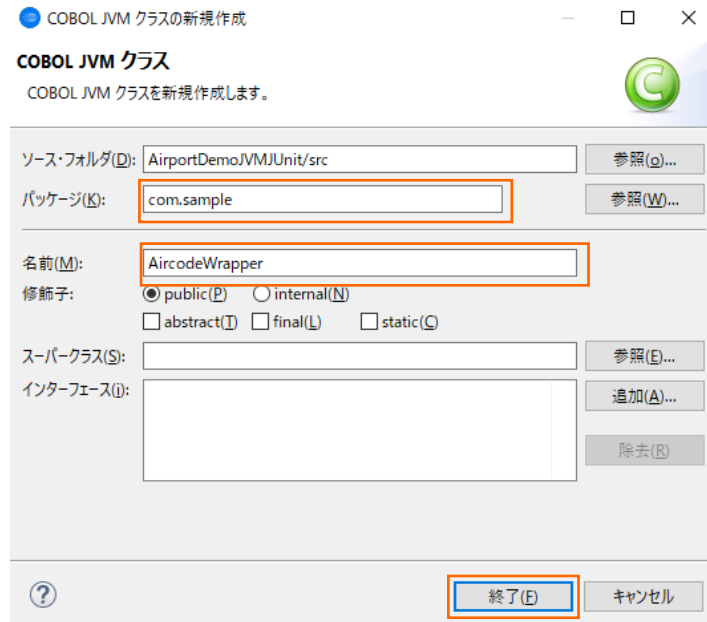 COBOL JVM クラスの新規作成
COBOL JVM クラス
COBOL JVM クラスを新規作成します。
ソース・フォルダ(D): AirportDemoJVMJUnit/src 参照(o)...
パッケージ(K): com.sample 参照(W)...
名前(M): AircodeWrapper
修飾子: public(P) internal(N)
abstract(T) final(L) static(C)
スーパークラス(S): 参照(E)...
インターフェース(i): 追加(A)...
除去(R)
終了(F) キャンセル